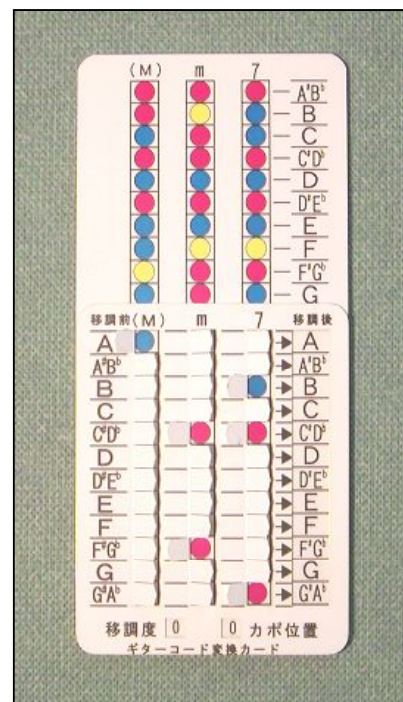 (M) m 7
A#B♭
B
C
C#D♭
D
D#E♭
E
F
F#G♭
G
移調前(M) m 7 移調後
A A
A#B♭ A#B♭
B B
C C
C#D♭ C#D♭
D D
D#E♭ D#E♭
E E
F F
F#G♭ F#G♭
G G
G#A♭ G#A♭
移調度 0 0 カポ位置
ギターコード変換カード